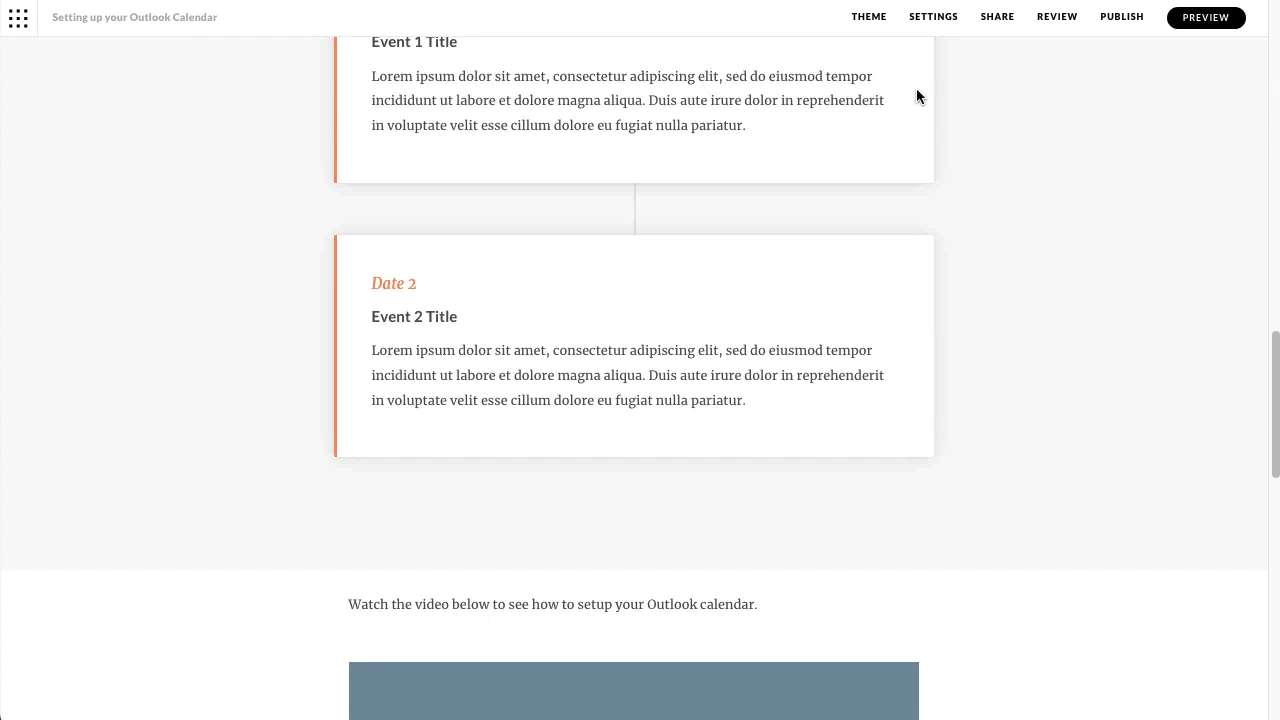 Setting up your Outlook Calendar
THEME SETTINGS SHARE REVIEW PUBLISH PREVIEW
Event 1 Title
Lorem ipsum dolor sit amet, consectetur adipiscing elit, sed do eiusmod tempor
incididunt ut labore et dolore magna aliqua. Duis aute irure dolor in reprehenderit
in voluptate velit esse cillum dolore eu fugiat nulla pariatur.
Date 2
Event 2 Title
Lorem ipsum dolor sit amet, consectetur adipiscing elit, sed do eiusmod tempor
incididunt ut labore et dolore magna aliqua. Duis aute irure dolor in reprehenderit
in voluptate velit esse cillum dolore eu fugiat nulla pariatur.
Watch the video below to see how to setup your Outlook calendar.